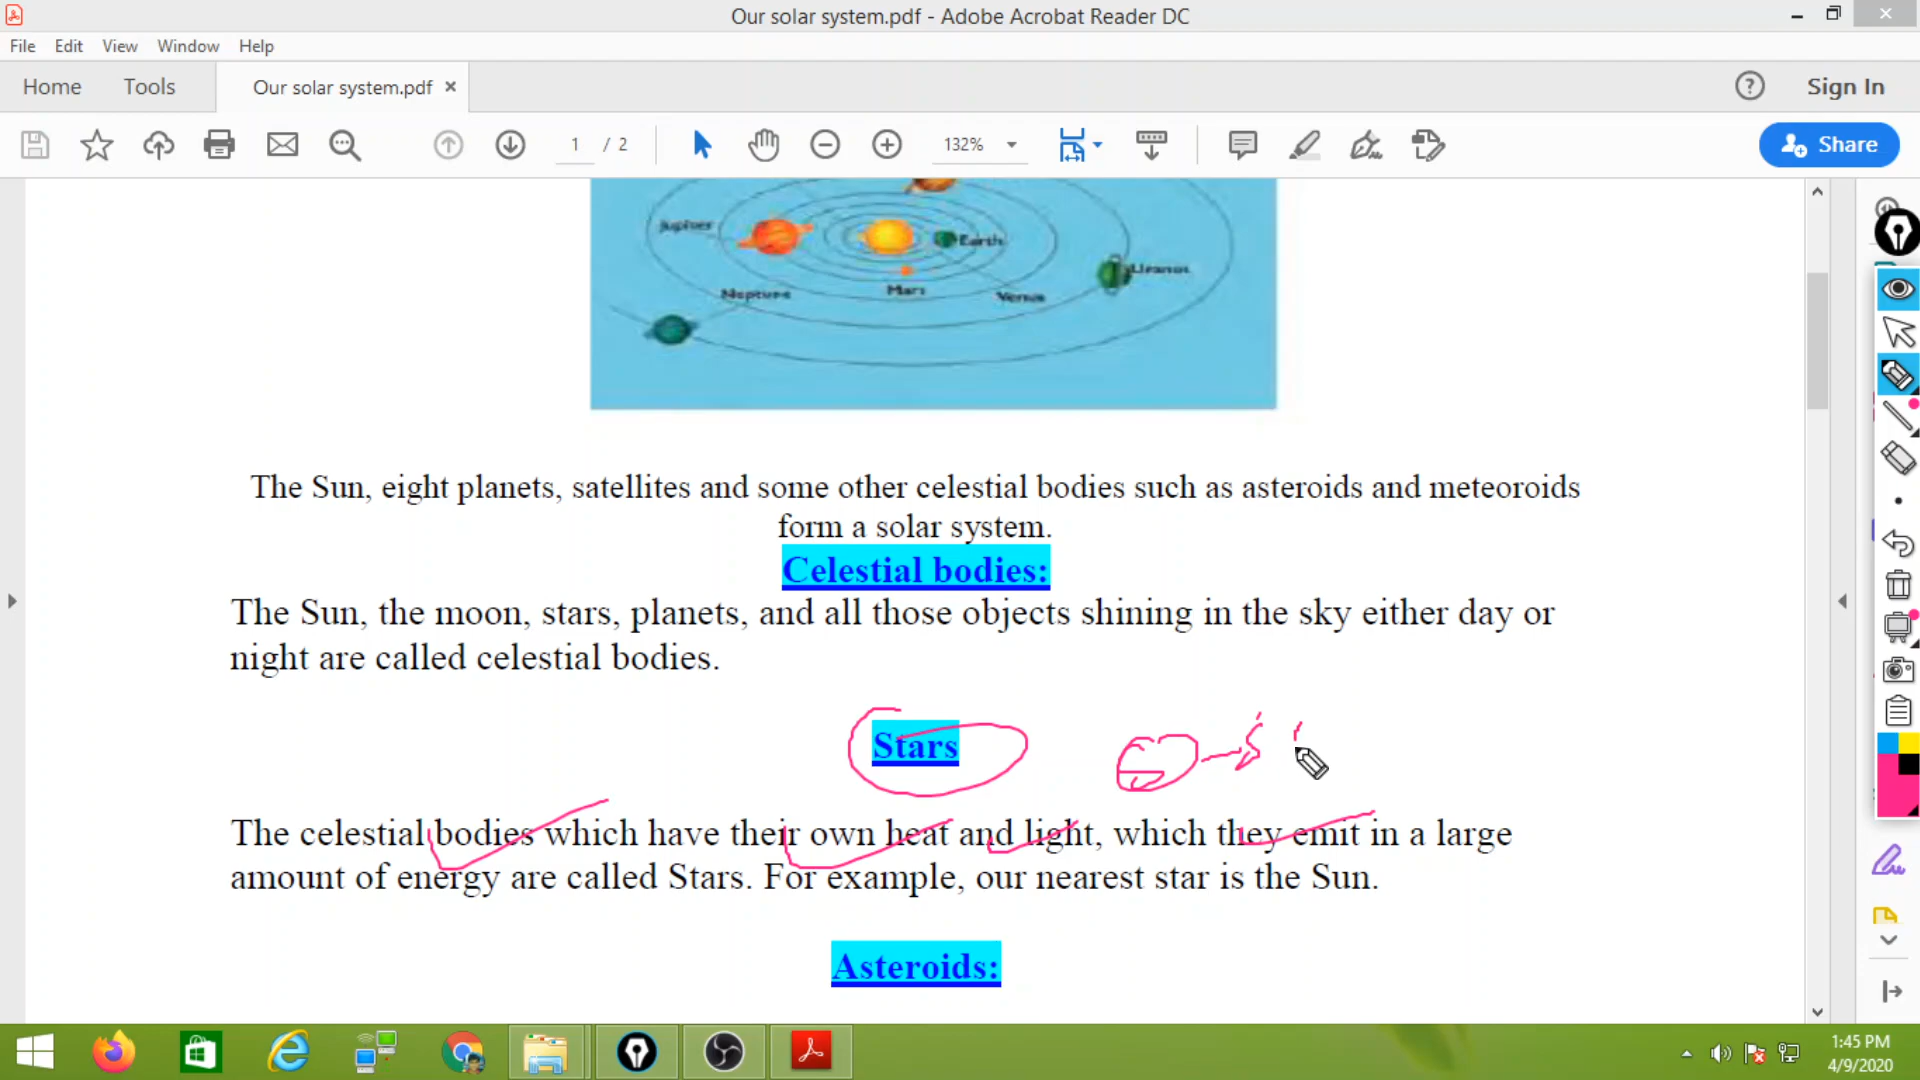 Our solar system.pdf - Adobe Acrobat Reader DC
File Edit View Window Help
Home Tools Our solar system.pdf × Sign In
1 / 2 132% Share
Jupiter Earth Uranus
Neptune Mars Venus
The Sun, eight planets, satellites and some other celestial bodies such as asteroids and meteoroids
form a solar system.
Celestial bodies:
The Sun, the moon, stars, planets, and all those objects shining in the sky either day or
night are called celestial bodies.
Stars
The celestial bodies which have their own heat and light, which they emit in a large
amount of energy are called Stars. For example, our nearest star is the Sun.
Asteroids:
1:45 PM
4/9/2020